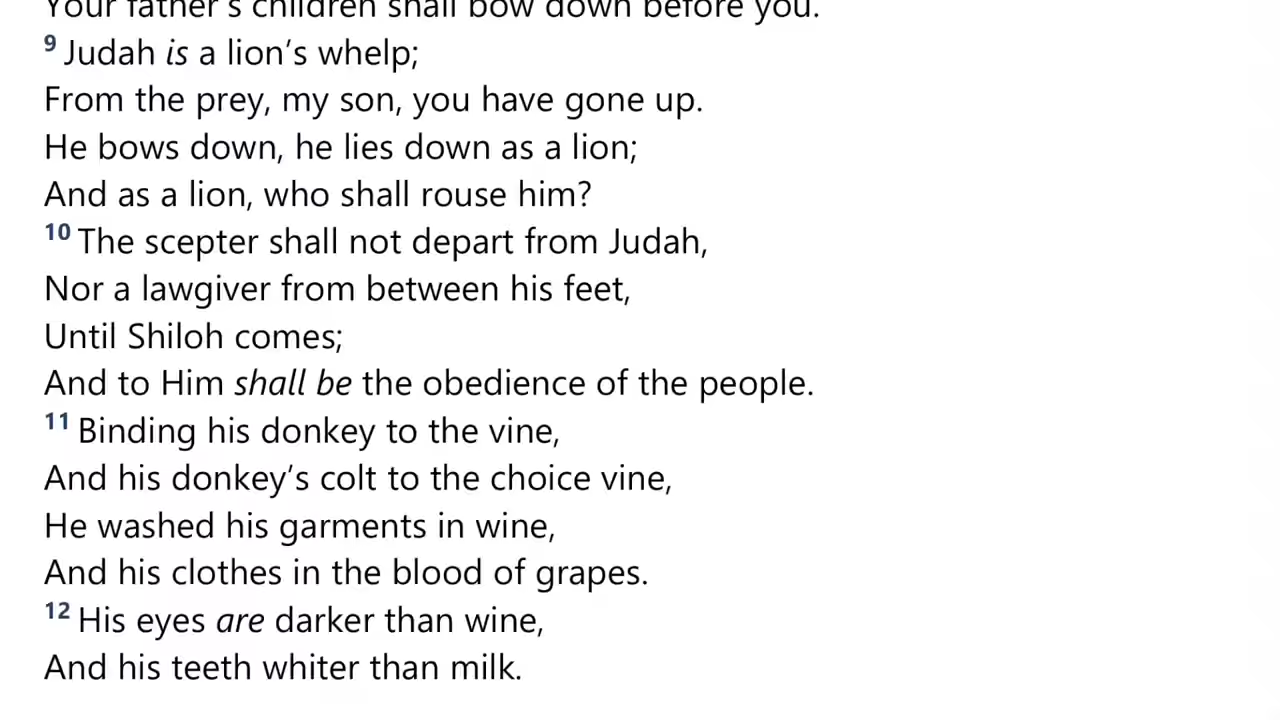 Your father's children shall bow down before you.
9 Judah is a lion's whelp;
From the prey, my son, you have gone up.
He bows down, he lies down as a lion;
And as a lion, who shall rouse him?
10 The scepter shall not depart from Judah,
Nor a lawgiver from between his feet,
Until Shiloh comes;
And to Him shall be the obedience of the people.
11 Binding his donkey to the vine,
And his donkey's colt to the choice vine,
He washed his garments in wine,
And his clothes in the blood of grapes.
12 His eyes are darker than wine,
And his teeth whiter than milk.